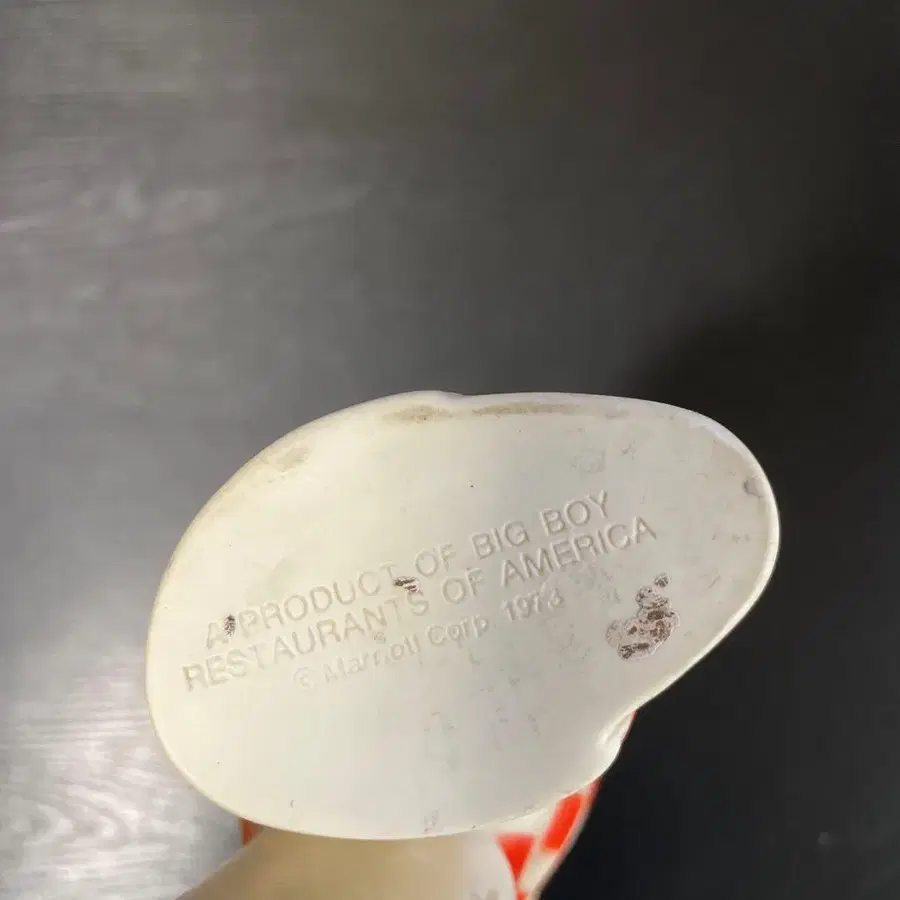 A PRODUCT OF BIG BOY
RESTAURANTS OF AMERICA
© Marriott Corp. 1973